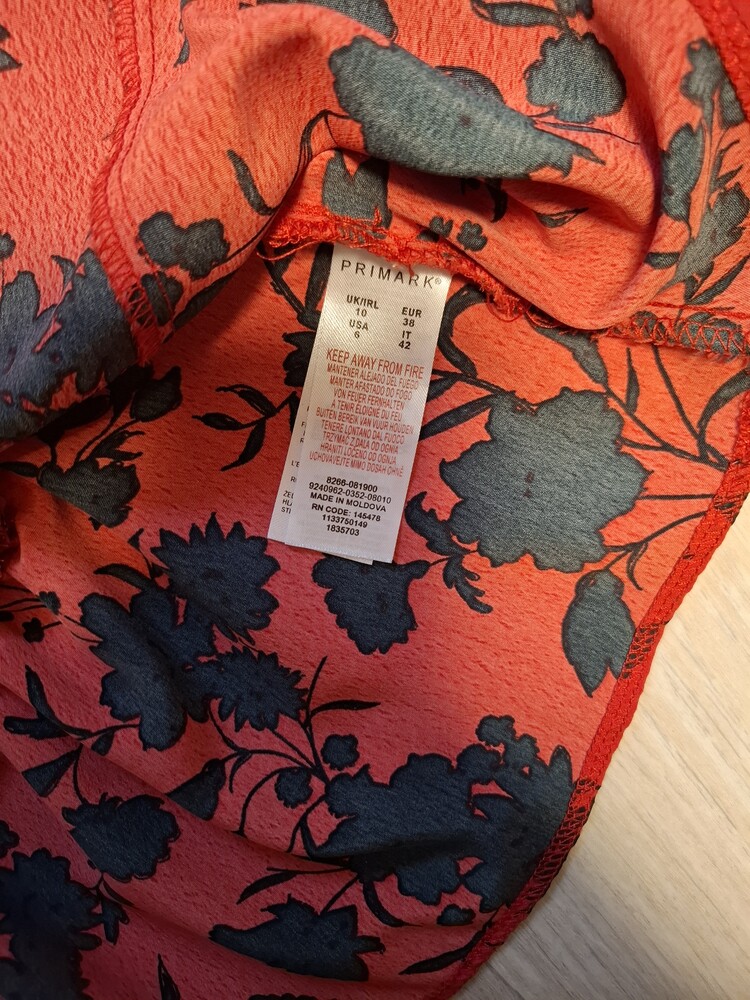 PRIMARK®
UK/IRL EUR
10 38
USA IT
6 42
KEEP AWAY FROM FIRE
MANTENER ALEJADO DEL FUEGO
MANTER AFASTADO DO FOGO
VON FEUER FERNHALTEN
A TENIR ÉLOIGNÉ DU FEU
BUITEN BEREIK VAN VUUR HOUDEN
TENERE LONTANO DAL FUOCO
TRZYMAĆ Z DALA OD OGNIA
HRANITI LOČENO OD OGNJA
UCHOVÁVEJTE MIMO DOSAH OHNĚ
8266-081900
9240962-0352-08010
MADE IN MOLDOVA
RN CODE: 145478
1133750149
1835703